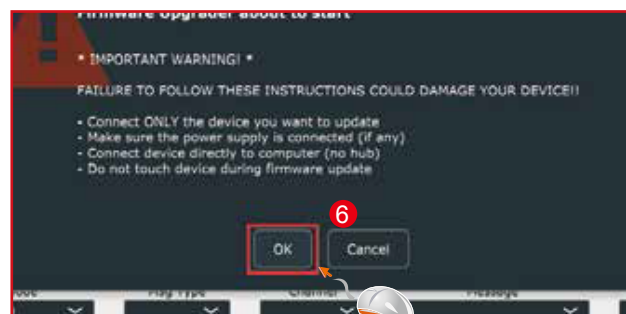 Firmware Upgrader about to start
* IMPORTANT WARNING! *
FAILURE TO FOLLOW THESE INSTRUCTIONS COULD DAMAGE YOUR DEVICE!!
- Connect ONLY the device you want to update
- Make sure the power supply is connected (if any)
- Connect device directly to computer (no hub)
- Do not touch device during firmware update
6
OK Cancel
Msg Type Channel Message